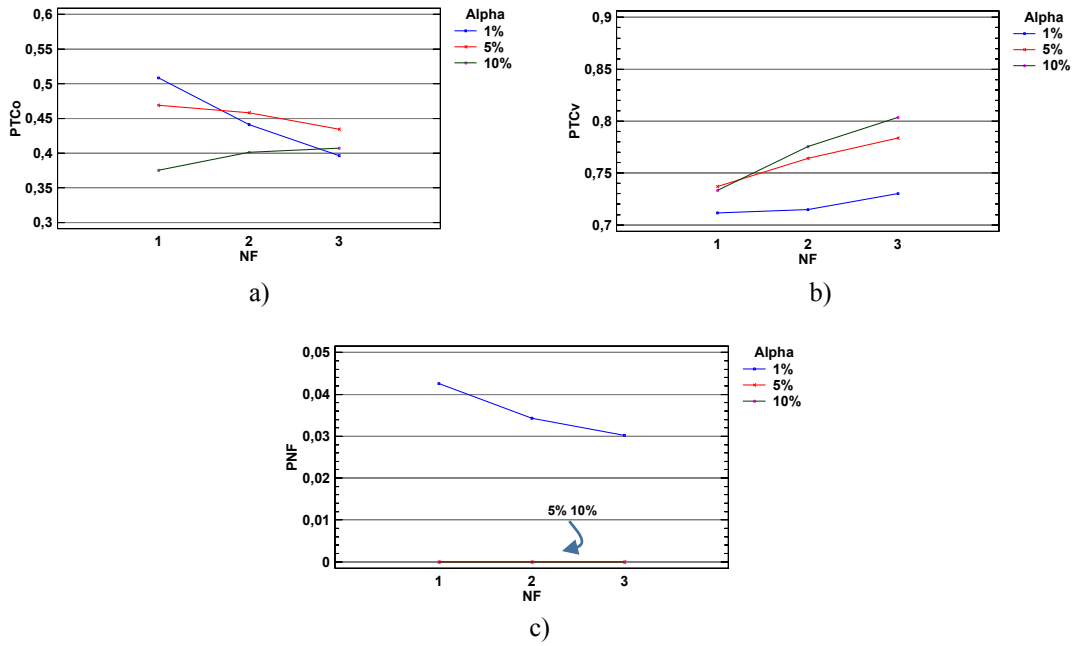 Alpha
1%
5%
10%
0,6
0,55
0,5
0,45
0,4
0,35
0,3
PTCo
1 2 3
NF
a)
Alpha
1%
5%
10%
0,9
0,85
0,8
0,75
0,7
PTCv
1 2 3
NF
b)
Alpha
1%
5%
10%
0,05
0,04
0,03
0,02
0,01
0
PNF
5% 10%
1 2 3
NF
c)